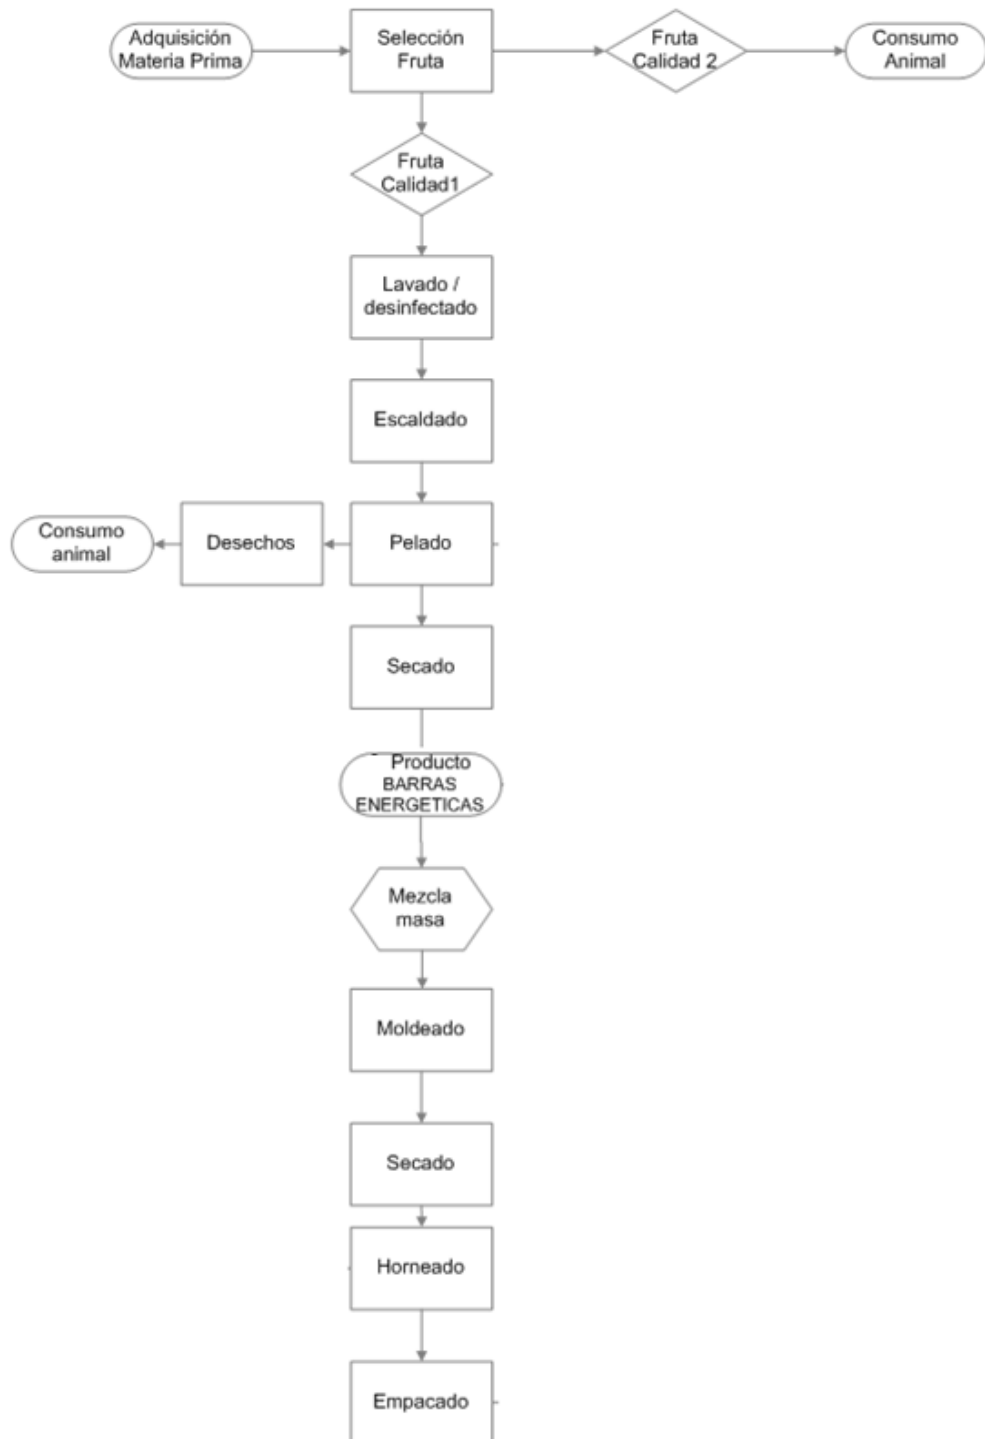 Adquisición
Materia Prima
Selección
Fruta
Fruta
Calidad 2
Consumo
Animal
Fruta
Calidad1
Lavado /
desinfectado
Escaldado
Consumo
animal
Desechos
Pelado
Secado
Producto
BARRAS
ENERGETICAS
Mezcla
masa
Moldeado
Secado
Horneado
Empacado